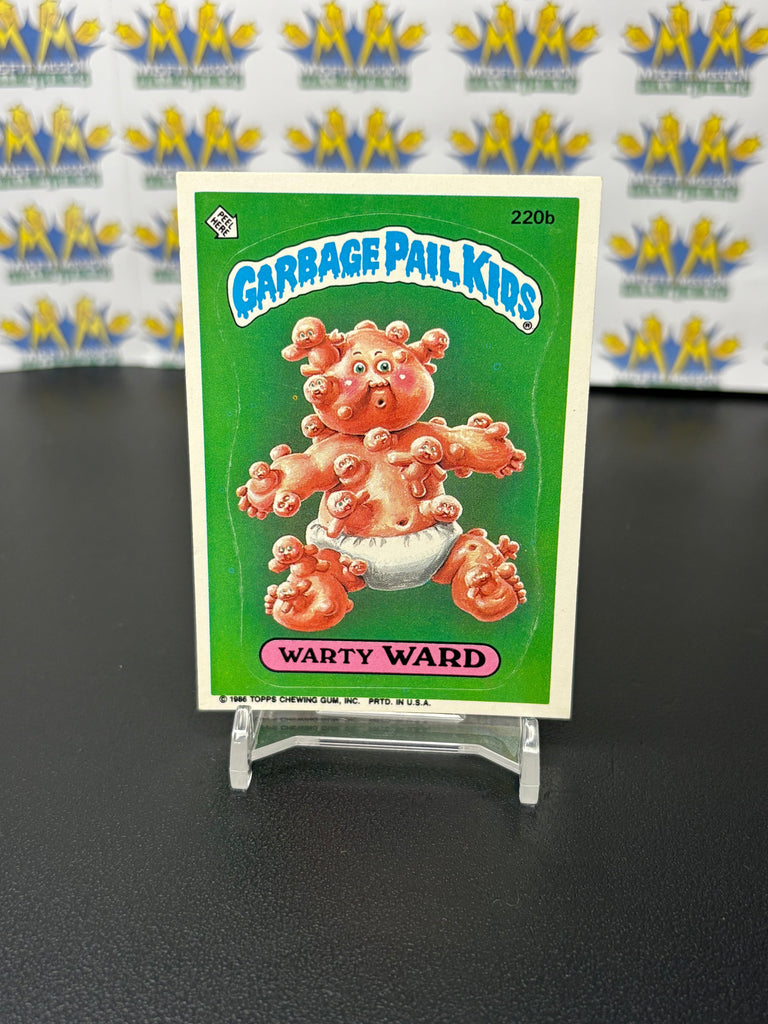 PEEL HERE
220b
GARBAGE PAIL KIDS
®
WARTY WARD
© 1986 TOPPS CHEWING GUM, INC. PRTD. IN U.S.A.